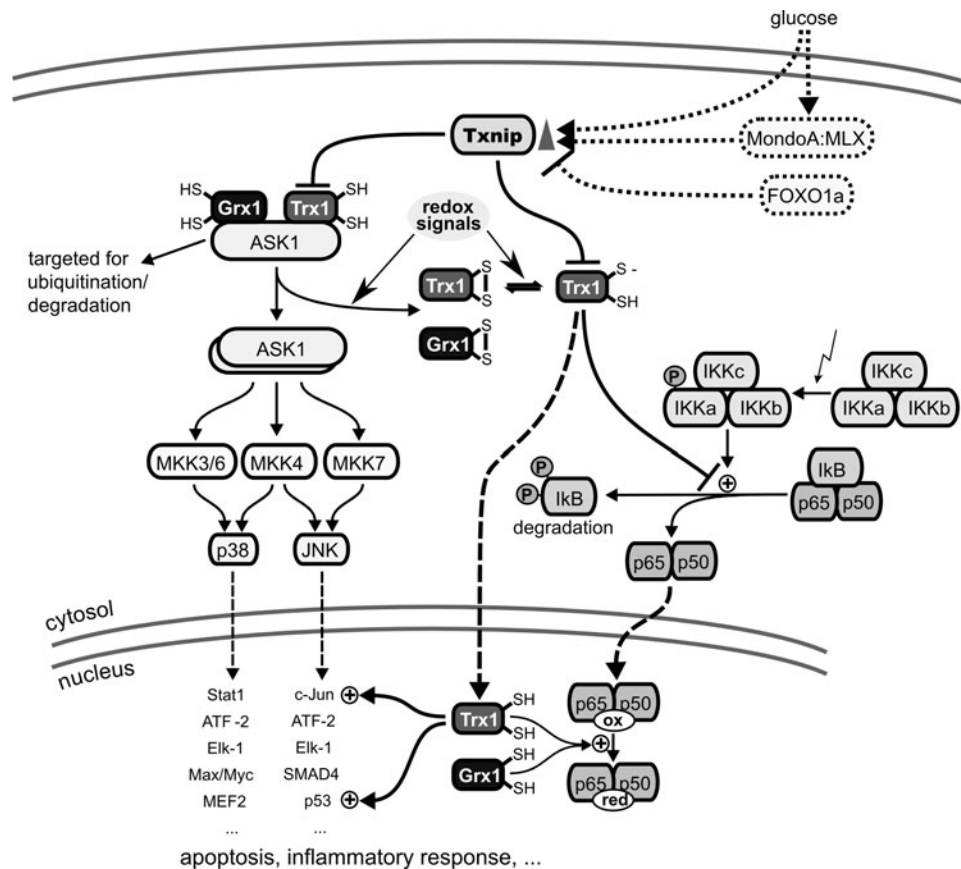 glucose
Txnip
MondoA:MLX
FOXO1a
HS
HS
Grx1
Trx1
SH
SH
ASK1
redox
signals
targeted for
ubiquitination/
degradation
Trx1
S
S
Trx1
S -
SH
Grx1
S
S
ASK1
P
IKKc
IKKa
IKKb
IKKc
IKKa
IKKb
MKK3/6
MKK4
MKK7
P
P
IkB
degradation
+
IkB
p65
p50
p38
JNK
p65
p50
cytosol
nucleus
Stat1
c-Jun
+
ATF-2
ATF-2
Elk-1
Elk-1
Max/Myc
SMAD4
MEF2
p53
+
...
...
Trx1
SH
SH
Grx1
SH
SH
+
p65
p50
ox
p65
p50
red
apoptosis, inflammatory response, ...